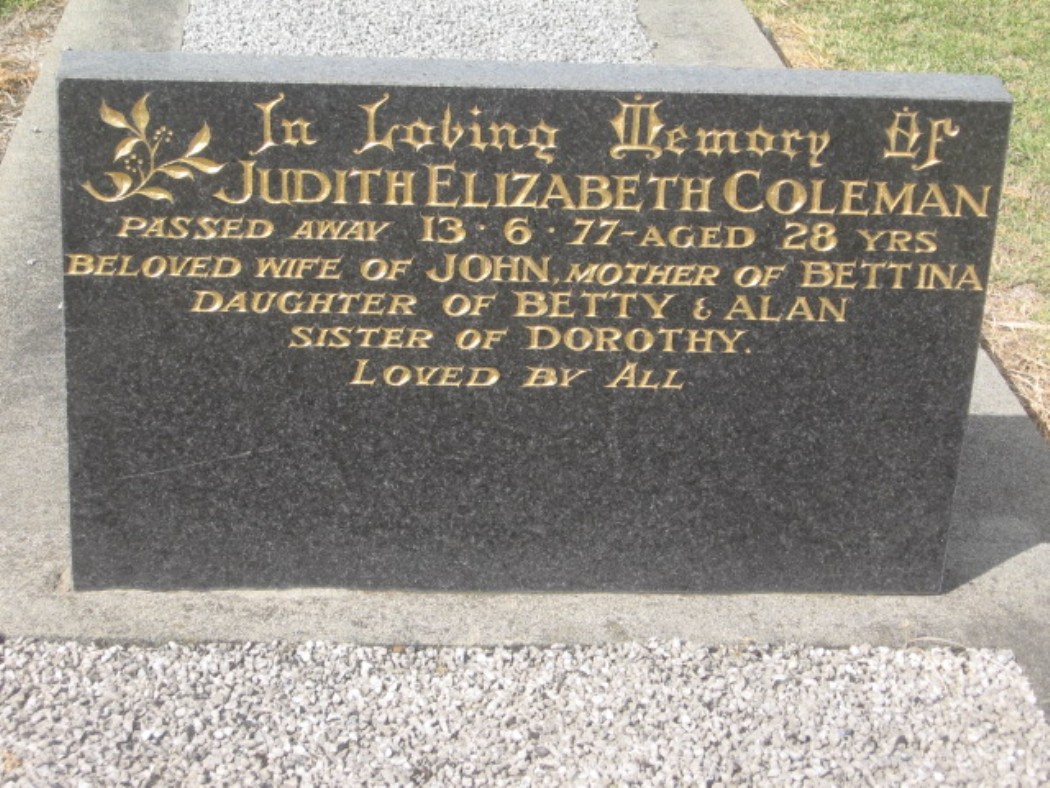 In Loving Memory Of
JUDITH ELIZABETH COLEMAN
PASSED AWAY 13·6·77-AGED 28 YRS
BELOVED WIFE OF JOHN, MOTHER OF BETTINA
DAUGHTER OF BETTY & ALAN
SISTER OF DOROTHY.
LOVED BY ALL